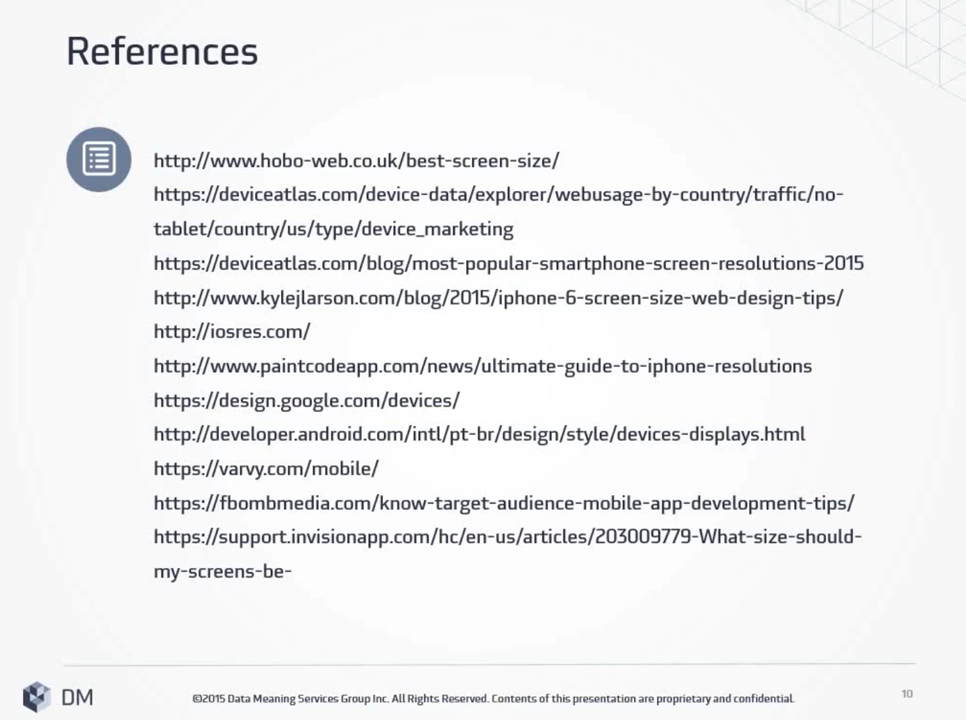 References
http://www.hobo-web.co.uk/best-screen-size/
https://deviceatlas.com/device-data/explorer/webusage-by-country/traffic/no-
tablet/country/us/type/device_marketing
https://deviceatlas.com/blog/most-popular-smartphone-screen-resolutions-2015
http://www.kylejlarson.com/blog/2015/iphone-6-screen-size-web-design-tips/
http://iosres.com/
http://www.paintcodeapp.com/news/ultimate-guide-to-iphone-resolutions
https://design.google.com/devices/
http://developer.android.com/intl/pt-br/design/style/devices-displays.html
https://varvy.com/mobile/
https://fbombmedia.com/know-target-audience-mobile-app-development-tips/
https://support.invisionapp.com/hc/en-us/articles/203009779-What-size-should-
my-screens-be-
DM
©2015 Data Meaning Services Group Inc. All Rights Reserved. Contents of this presentation are proprietary and confidential.
10